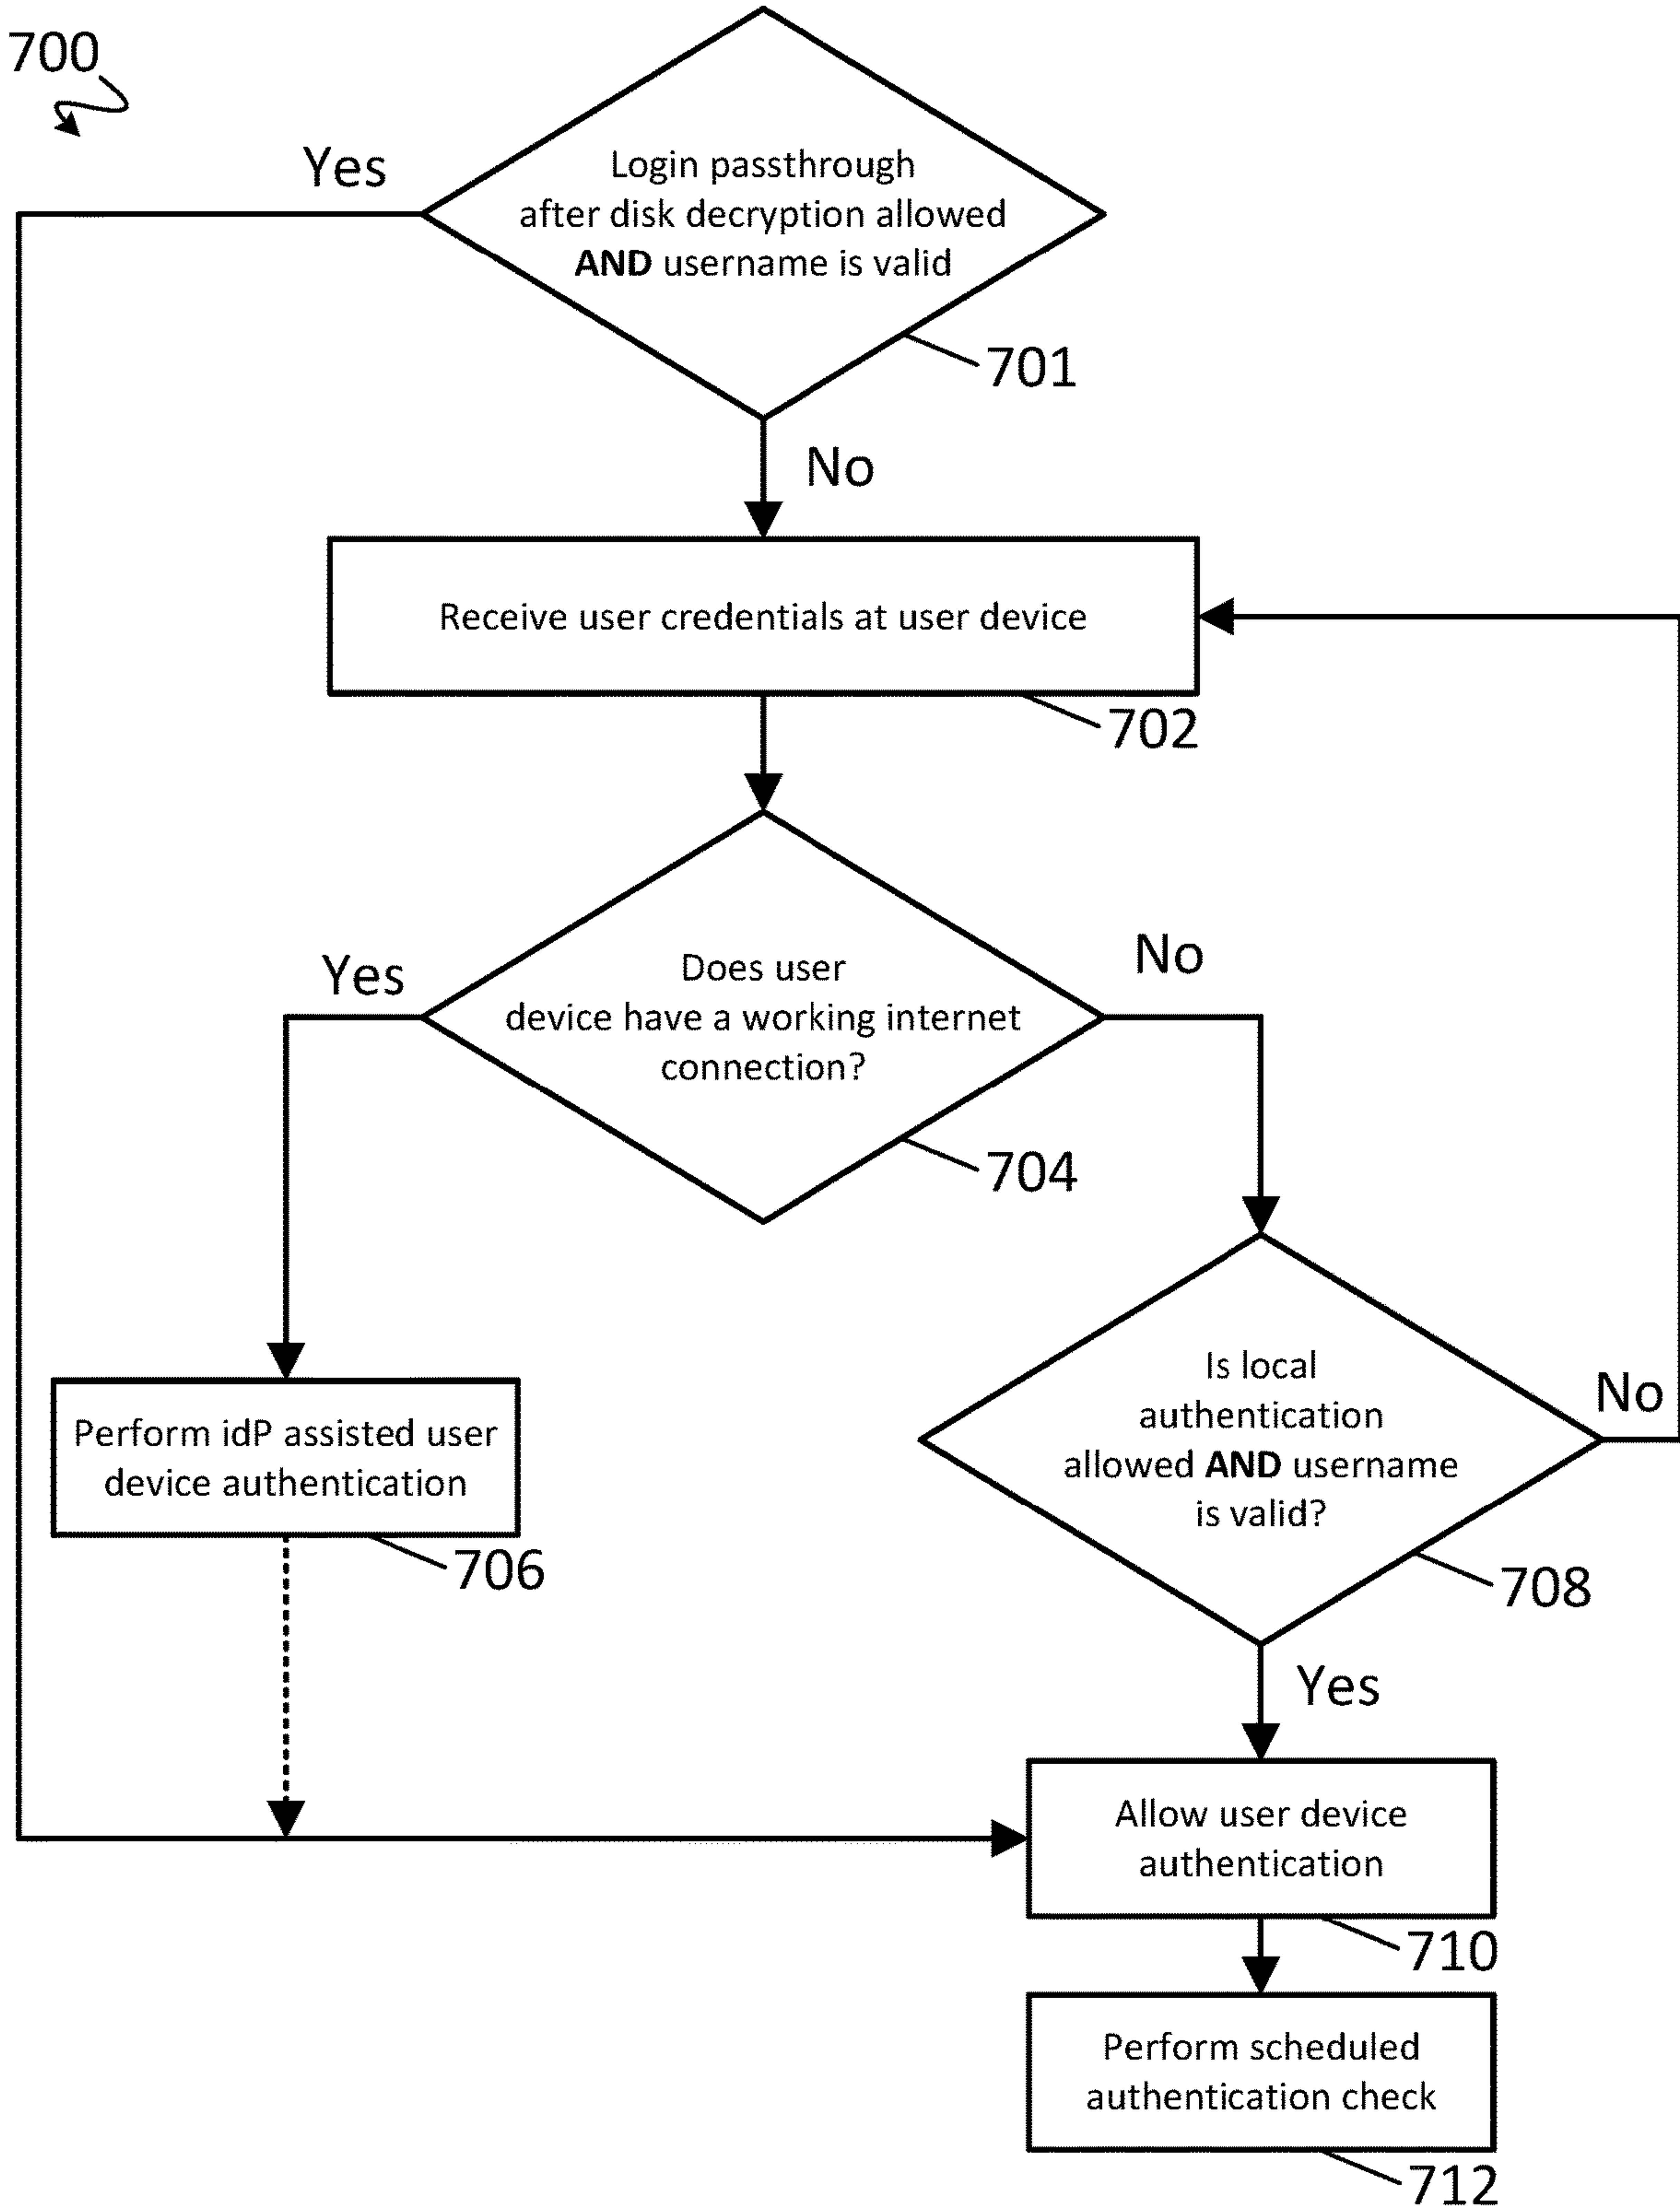 700
Yes
Login passthrough
after disk decryption allowed
AND username is valid
701
No
Receive user credentials at user device
702
Yes
No
Does user
device have a working internet
connection?
704
Is local
authentication
allowed AND username
is valid?
No
708
Perform idP assisted user
device authentication
706
Yes
Allow user device
authentication
710
Perform scheduled
authentication check
712